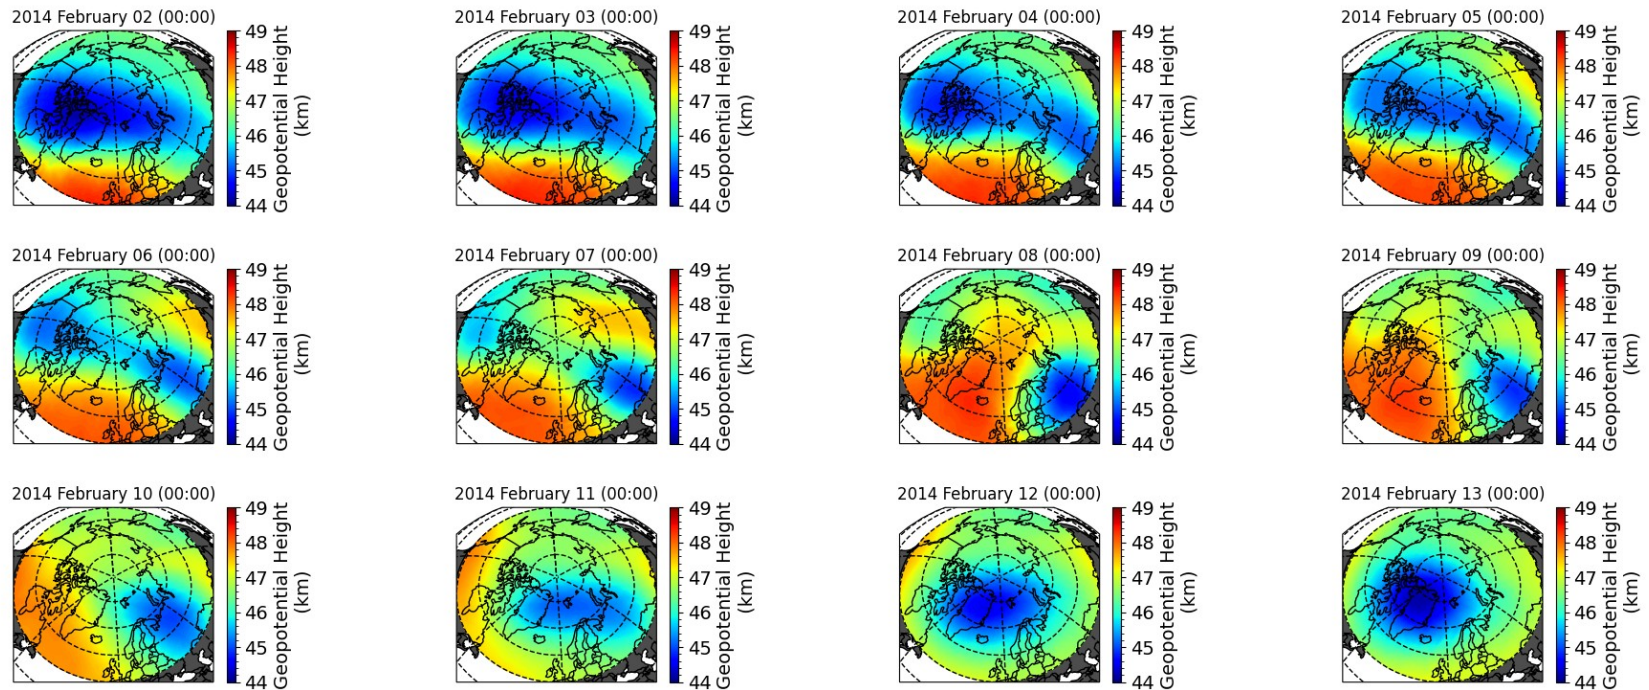 2014 February 02 (00:00)
49
48
47
46
45
44
Geopotential Height
(km)
2014 February 03 (00:00)
49
48
47
46
45
44
Geopotential Height
(km)
2014 February 04 (00:00)
49
48
47
46
45
44
Geopotential Height
(km)
2014 February 05 (00:00)
49
48
47
46
45
44
Geopotential Height
(km)
2014 February 06 (00:00)
49
48
47
46
45
44
Geopotential Height
(km)
2014 February 07 (00:00)
49
48
47
46
45
44
Geopotential Height
(km)
2014 February 08 (00:00)
49
48
47
46
45
44
Geopotential Height
(km)
2014 February 09 (00:00)
49
48
47
46
45
44
Geopotential Height
(km)
2014 February 10 (00:00)
49
48
47
46
45
44
Geopotential Height
(km)
2014 February 11 (00:00)
49
48
47
46
45
44
Geopotential Height
(km)
2014 February 12 (00:00)
49
48
47
46
45
44
Geopotential Height
(km)
2014 February 13 (00:00)
49
48
47
46
45
44
Geopotential Height
(km)